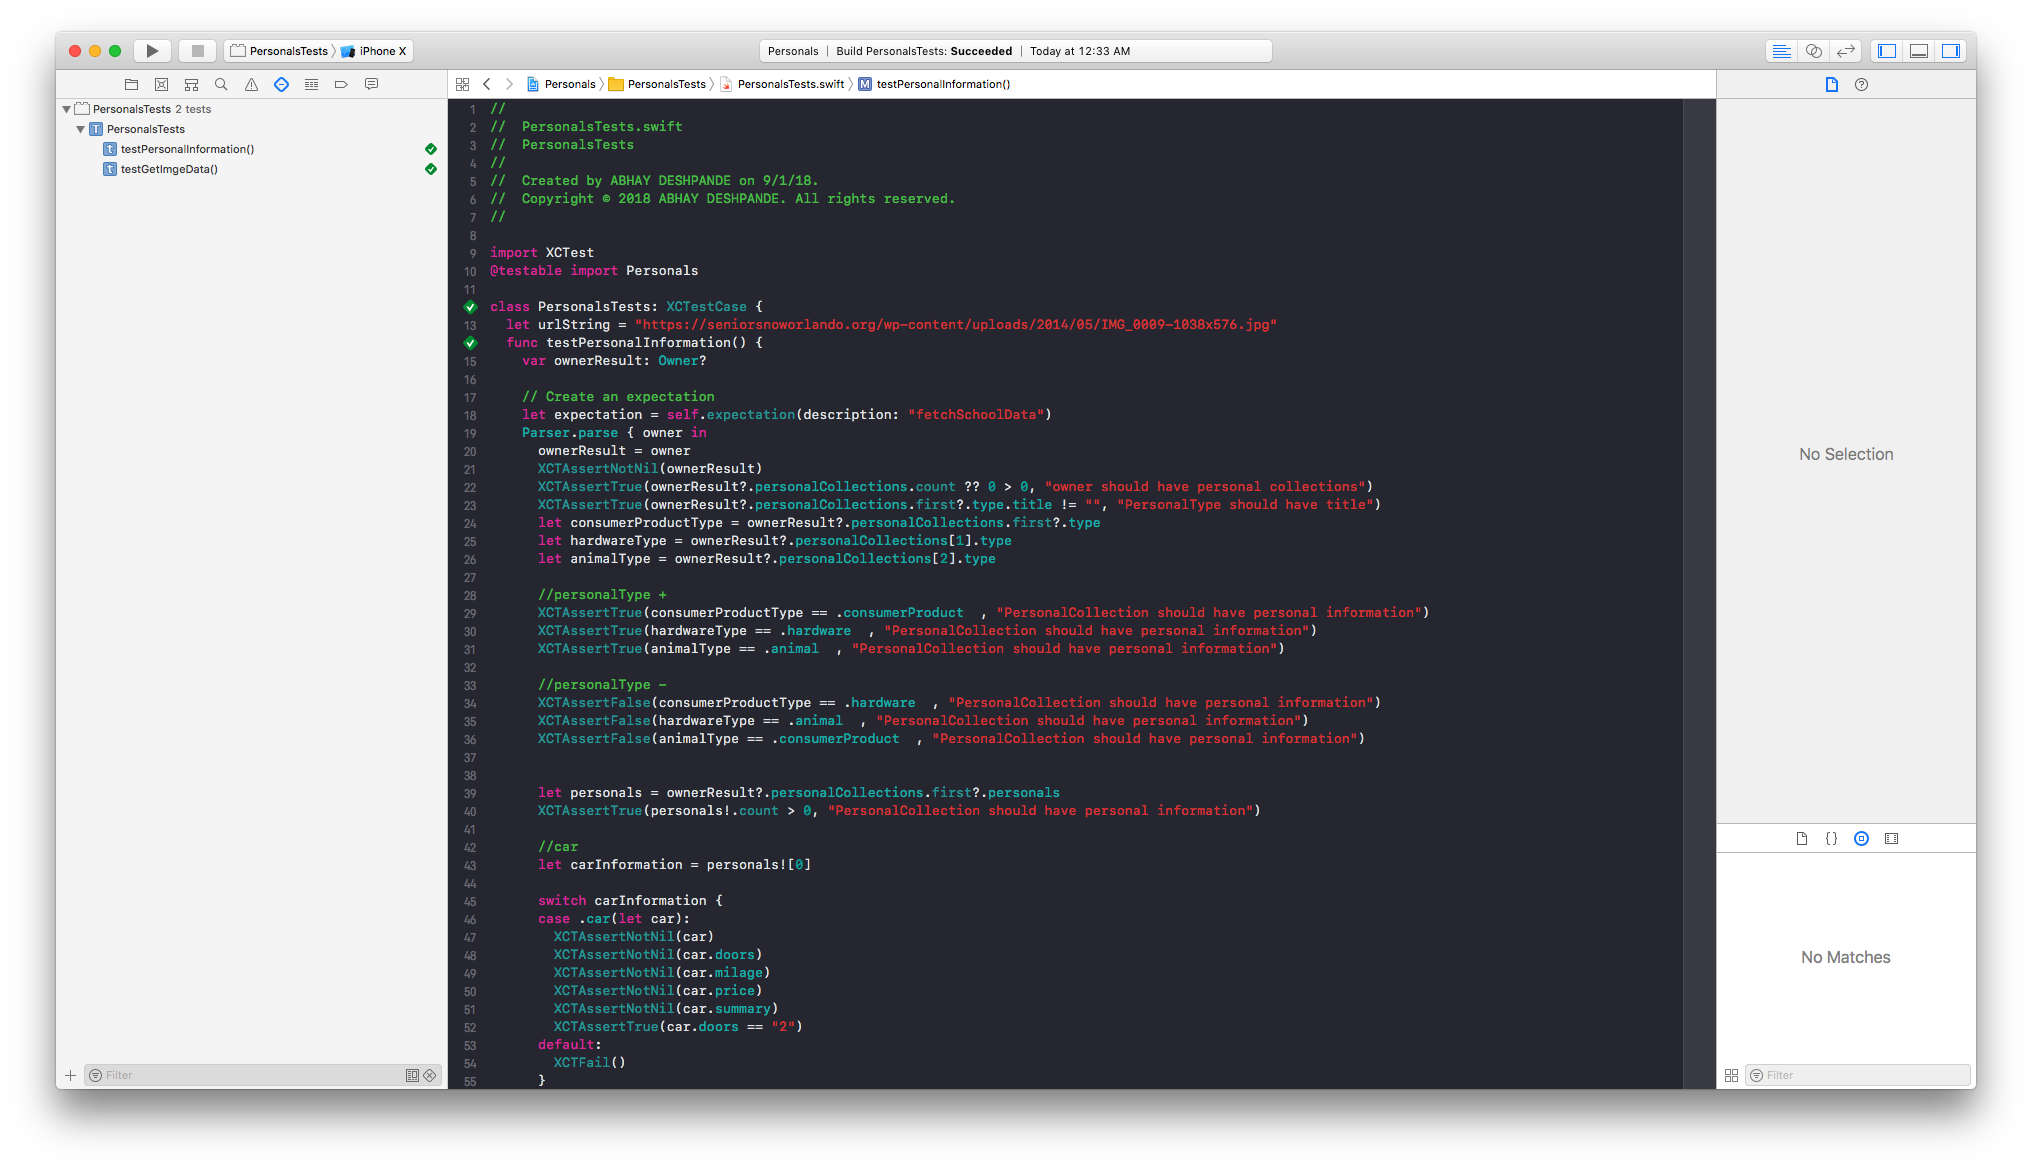 PersonalsTests iPhone X
Personals | Build PersonalsTests: Succeeded | Today at 12:33 AM
PersonalsTests 2 tests
T PersonalsTests
t testPersonalInformation()
t testGetImgeData()
Filter
Personals PersonalsTests PersonalsTests.swift M testPersonalInformation()
1 //
2 //  PersonalsTests.swift
3 //  PersonalsTests
4 //
5 //  Created by ABHAY DESHPANDE on 9/1/18.
6 //  Copyright © 2018 ABHAY DESHPANDE. All rights reserved.
7 //
8
9 import XCTest
10 @testable import Personals
11
class PersonalsTests: XCTestCase {
13   let urlString = "https://seniorsnoworlando.org/wp-content/uploads/2014/05/IMG_0009-1038x576.jpg"
func testPersonalInformation() {
15     var ownerResult: Owner?
16
17     // Create an expectation
18     let expectation = self.expectation(description: "fetchSchoolData")
19     Parser.parse { owner in
20       ownerResult = owner
21       XCTAssertNotNil(ownerResult)
22       XCTAssertTrue(ownerResult?.personalCollections.count ?? 0 > 0, "owner should have personal collections")
23       XCTAssertTrue(ownerResult?.personalCollections.first?.type.title != "", "PersonalType should have title")
24       let consumerProductType = ownerResult?.personalCollections.first?.type
25       let hardwareType = ownerResult?.personalCollections[1].type
26       let animalType = ownerResult?.personalCollections[2].type
27
28       //personalType +
29       XCTAssertTrue(consumerProductType == .consumerProduct  , "PersonalCollection should have personal information")
30       XCTAssertTrue(hardwareType == .hardware  , "PersonalCollection should have personal information")
31       XCTAssertTrue(animalType == .animal  , "PersonalCollection should have personal information")
32
33       //personalType -
34       XCTAssertFalse(consumerProductType == .hardware  , "PersonalCollection should have personal information")
35       XCTAssertFalse(hardwareType == .animal  , "PersonalCollection should have personal information")
36       XCTAssertFalse(animalType == .consumerProduct  , "PersonalCollection should have personal information")
37
38
39       let personals = ownerResult?.personalCollections.first?.personals
40       XCTAssertTrue(personals!.count > 0, "PersonalCollection should have personal information")
41
42       //car
43       let carInformation = personals![0]
44
45       switch carInformation {
46       case .car(let car):
47         XCTAssertNotNil(car)
48         XCTAssertNotNil(car.doors)
49         XCTAssertNotNil(car.milage)
50         XCTAssertNotNil(car.price)
51         XCTAssertNotNil(car.summary)
52         XCTAssertTrue(car.doors == "2")
53       default:
54         XCTFail()
55       }
No Selection
{ }
No Matches
Filter